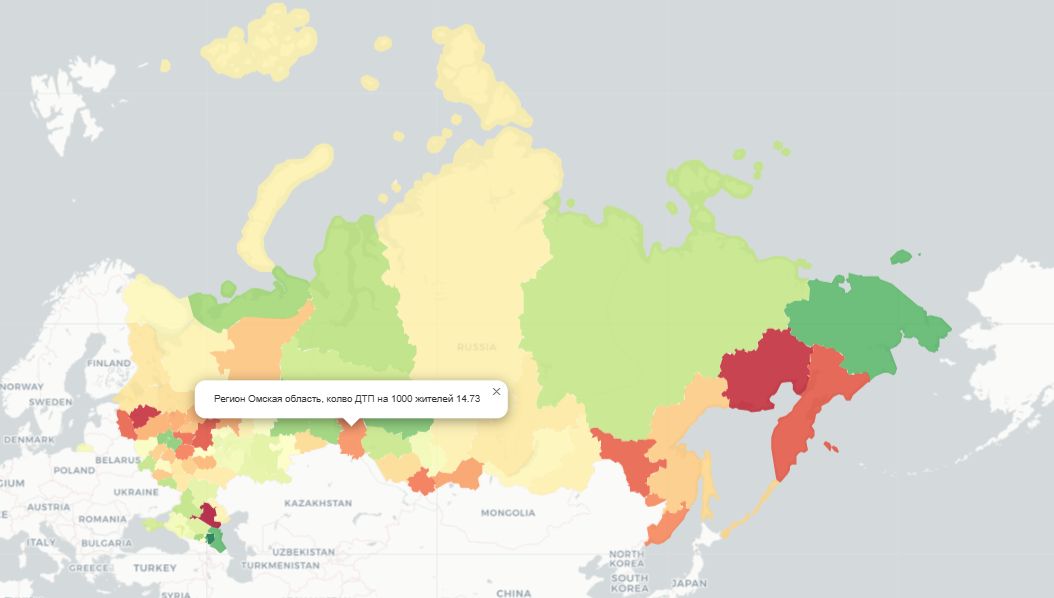 RUSSIA
FINLAND
NORWAY
SWEDEN
Регион Омская область, колво ДТП на 1000 жителей 14.73
×
DENMARK
BELARUS
POLAND
GIUM
UKRAINE
AUSTRIA
ROMANIA
KAZAKHSTAN
MONGOLIA
ITALY
BULGARIA
UZBEKISTAN
GREECE
TURKEY
TURKMENISTAN
NORTH
KOREA
SOUTH
KOREA
JAPAN
SYRIA
CHINA